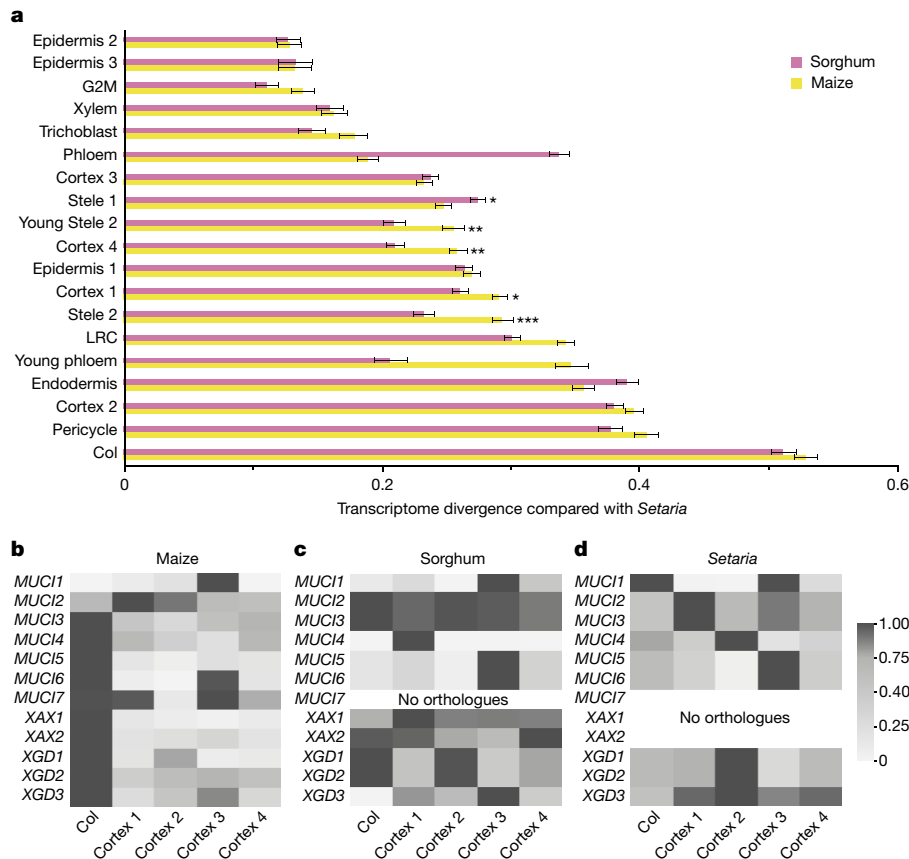 a
Epidermis 2
Epidermis 3
G2M
Xylem
Trichoblast
Phloem
Cortex 3
Stele 1
Young Stele 2
Cortex 4
Epidermis 1
Cortex 1
Stele 2
LRC
Young phloem
Endodermis
Cortex 2
Pericycle
Col
Sorghum
Maize
*
**
**
*
***
0 0.2 0.4 0.6
Transcriptome divergence compared with Setaria
b
Maize
MUCI1
MUCI2
MUCI3
MUCI4
MUCI5
MUCI6
MUCI7
XAX1
XAX2
XGD1
XGD2
XGD3
Col Cortex 1 Cortex 2 Cortex 3 Cortex 4
c
Sorghum
MUCI1
MUCI2
MUCI3
MUCI4
MUCI5
MUCI6
No orthologues
MUCI7
XAX1
XAX2
XGD1
XGD2
XGD3
Col Cortex 1 Cortex 2 Cortex 3 Cortex 4
d
Setaria
MUCI1
MUCI2
MUCI3
MUCI4
MUCI5
MUCI6
MUCI7
XAX1
No orthologues
XAX2
XGD1
XGD2
XGD3
Col Cortex 1 Cortex 2 Cortex 3 Cortex 4
1.00
0.75
0.40
0.25
0